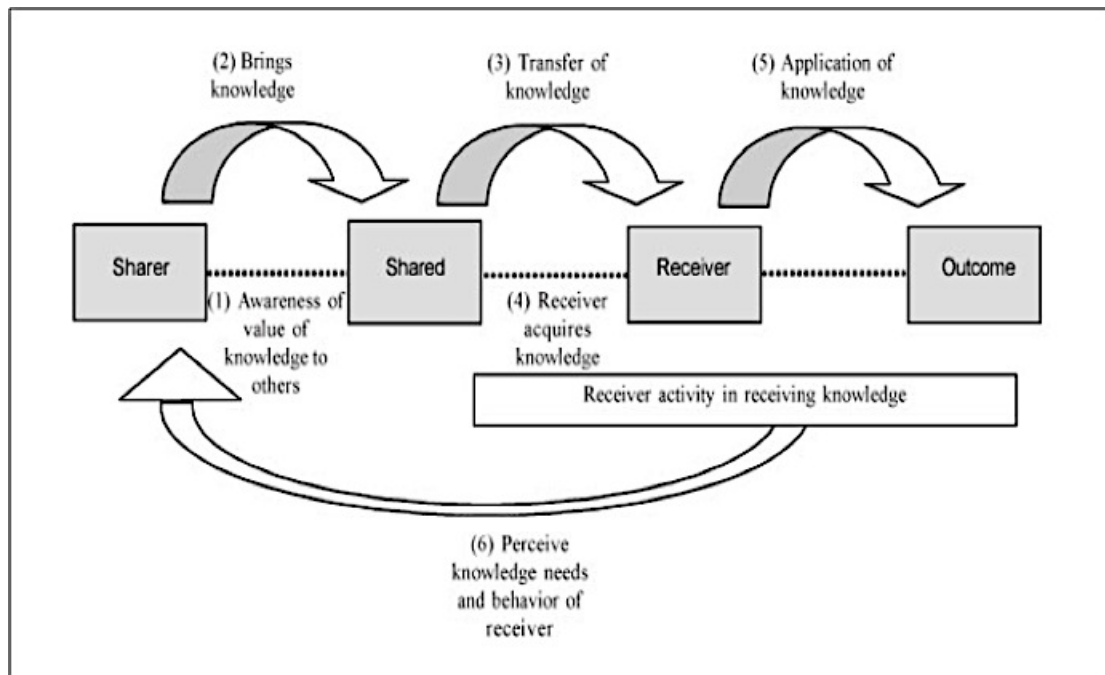 (2) Brings
knowledge
(3) Transfer of
knowledge
(5) Application of
knowledge
Sharer
Shared
Receiver
Outcome
(1) Awareness of
value of
knowledge to
others
(4) Receiver
acquires
knowledge
Receiver activity in receiving knowledge
(6) Perceive
knowledge needs
and behavior of
receiver